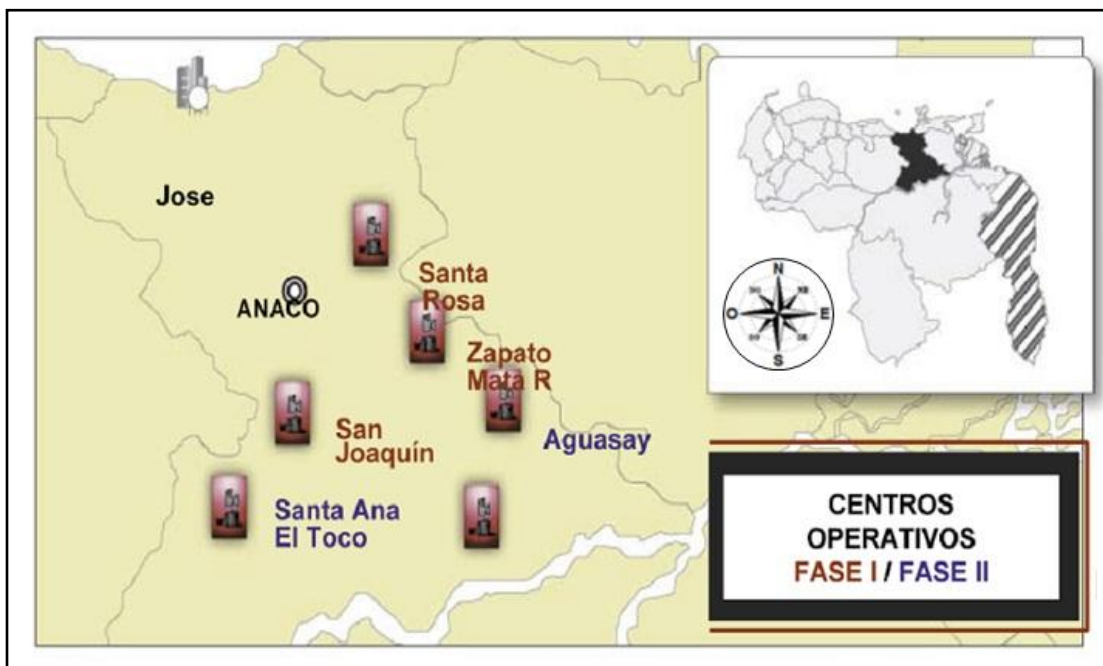 Jose
ANACO
Santa
Rosa
Zapato
Mata R
San
Joaquín
Aguasay
Santa Ana
El Toco
N
O
E
S
CENTROS
OPERATIVOS
FASE I / FASE II